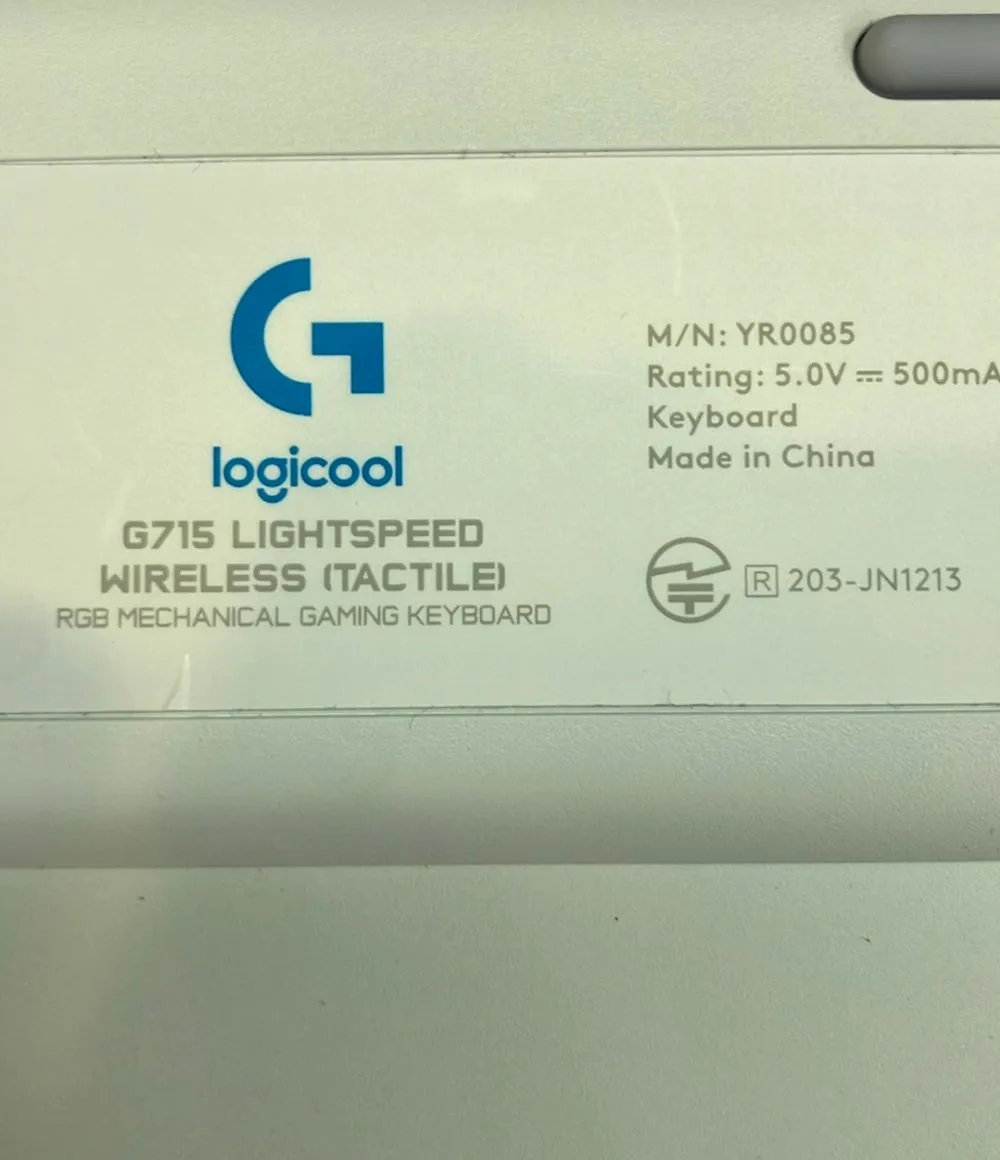 logicool
G715 LIGHTSPEED
WIRELESS (TACTILE)
RGB MECHANICAL GAMING KEYBOARD
M/N: YR0085
Rating: 5.0V ⎓ 500mA
Keyboard
Made in China
R 203-JN1213